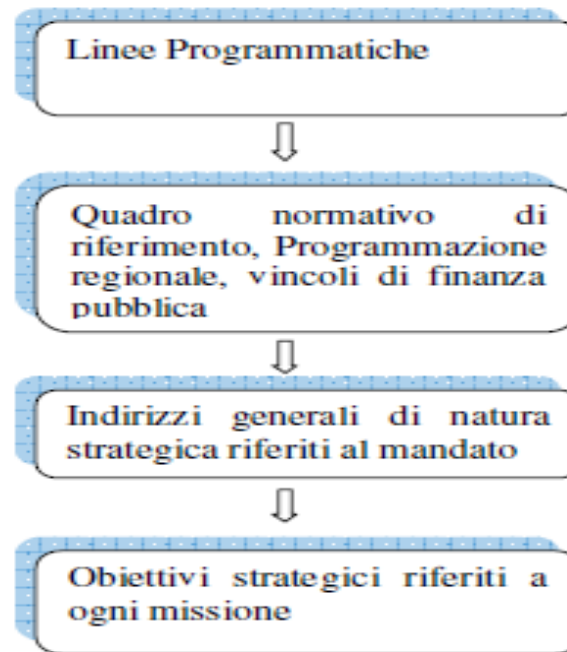 Linee Programmatiche
Quadro normativo di
riferimento, Programmazione
regionale, vincoli di finanza
pubblica
Indirizzi generali di natura
strategica riferiti al mandato
Obiettivi strategici riferiti a
ogni missione